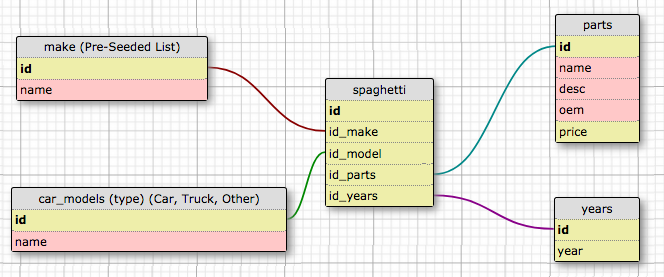 make (Pre-Seeded List)
id
name
car_models (type) (Car, Truck, Other)
id
name
spaghetti
id
id_make
id_model
id_parts
id_years
parts
id
name
desc
oem
price
years
id
year